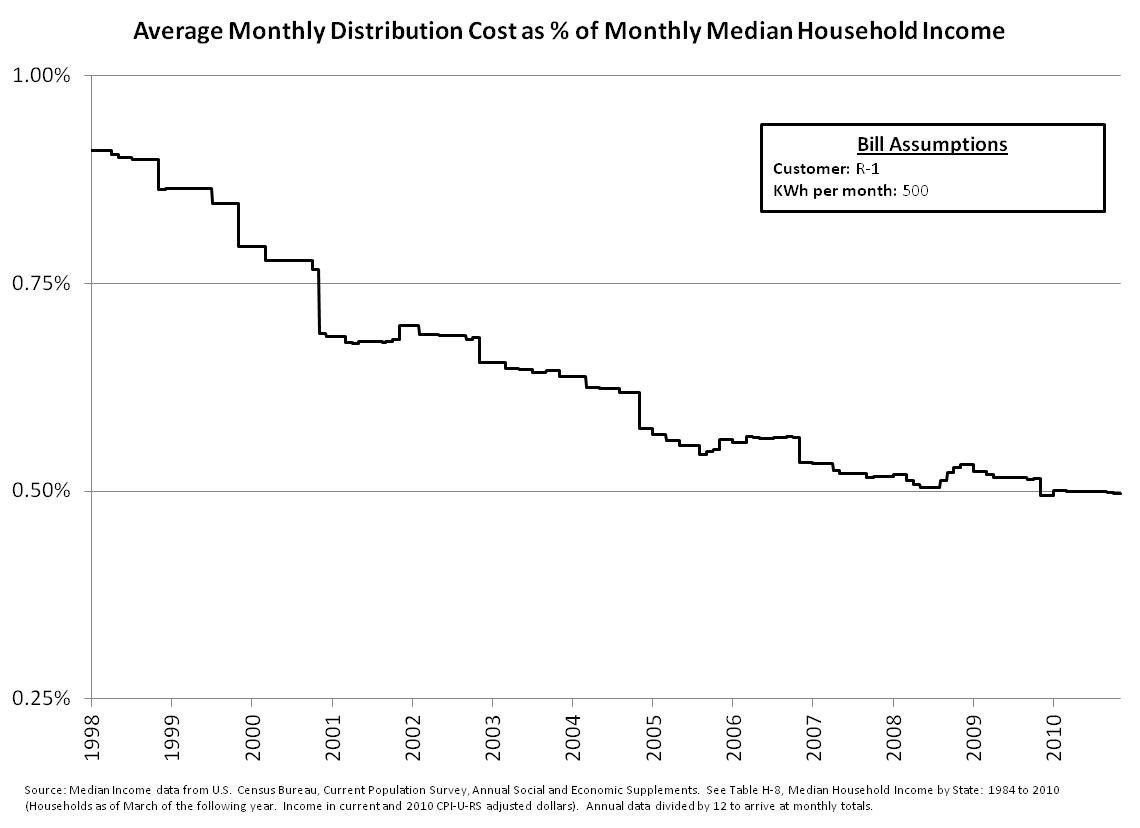 Average Monthly Distribution Cost as % of Monthly Median Household Income
1.00%
Bill Assumptions
Customer: R-1
KWh per month: 500
0.75%
0.50%
0.25%
1998
1999
2000
2001
2002
2003
2004
2005
2006
2007
2008
2009
2010
Source: Median Income data from U.S. Census Bureau, Current Population Survey, Annual Social and Economic Supplements. See Table H-8, Median Household Income by State: 1984 to 2010
(Households as of March of the following year. Income in current and 2010 CPI-U-RS adjusted dollars). Annual data divided by 12 to arrive at monthly totals.